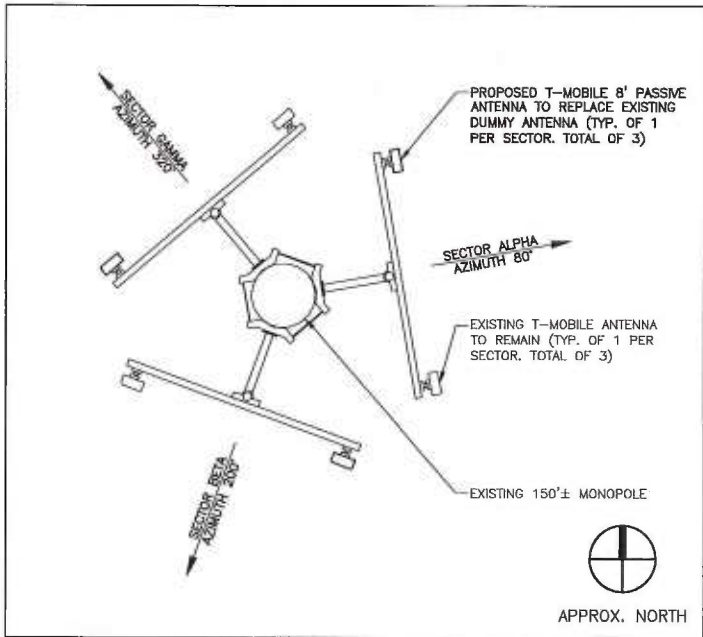 SECTOR GAMMA
AZIMUTH 320°
PROPOSED T-MOBILE 8' PASSIVE
ANTENNA TO REPLACE EXISTING
DUMMY ANTENNA (TYP. OF 1
PER SECTOR. TOTAL OF 3)
SECTOR ALPHA
AZIMUTH 80°
EXISTING T-MOBILE ANTENNA
TO REMAIN (TYP. OF 1 PER
SECTOR. TOTAL OF 3)
SECTOR BETA
AZIMUTH 200°
EXISTING 150'± MONOPOLE
APPROX. NORTH